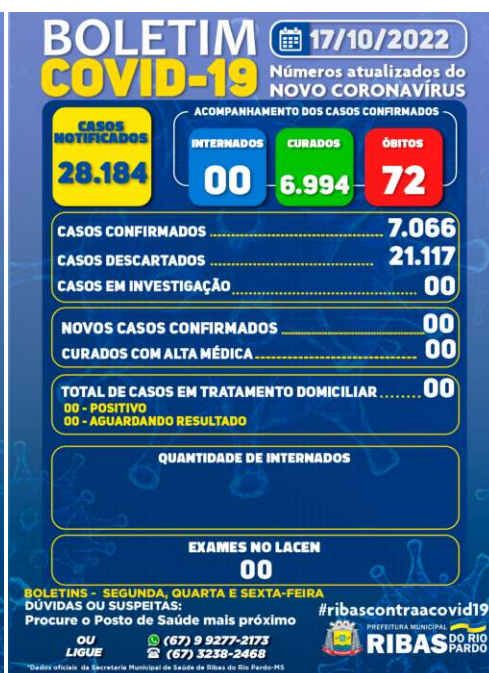 BOLETIM
17/10/2022
COVID-19
Números atualizados do
NOVO CORONAVÍRUS
CASOS
NOTIFICADOS
28.184
ACOMPANHAMENTO DOS CASOS CONFIRMADOS
INTERNADOS
00
CURADOS
6.994
ÓBITOS
72
CASOS CONFIRMADOS ........ 7.066
CASOS DESCARTADOS ........ 21.117
CASOS EM INVESTIGAÇÃO ........ 00
NOVOS CASOS CONFIRMADOS ........ 00
CURADOS COM ALTA MÉDICA ........ 00
TOTAL DE CASOS EM TRATAMENTO DOMICILIAR ....... 00
00 - POSITIVO
00 - AGUARDANDO RESULTADO
QUANTIDADE DE INTERNADOS
EXAMES NO LACEN
00
BOLETINS - SEGUNDA, QUARTA E SEXTA-FEIRA
DÚVIDAS OU SUSPEITAS:
Procure o Posto de Saúde mais próximo
OU
LIGUE
(67) 9 9277-2173
(67) 3238-2468
*Dados oficiais da Secretaria Municipal de Saúde de Ribas do Rio Pardo-MS
#ribascontraacovid19
PREFEITURA MUNICIPAL
RIBAS DO RIO
PARDO